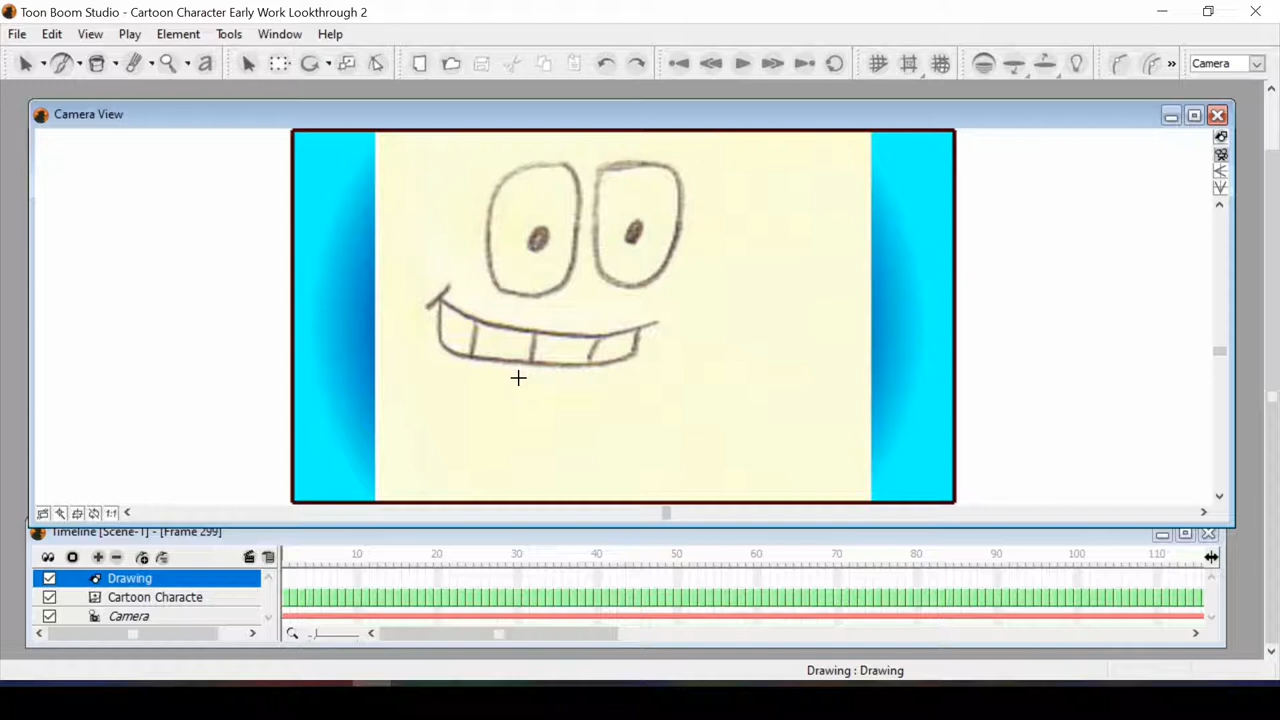 Toon Boom Studio - Cartoon Character Early Work Lookthrough 2
File Edit View Play Element Tools Window Help
Camera
Camera View
1:1
Timeline [Scene-1] - [Frame 299]
10 20 30 40 50 60 70 80 90 100 110
Drawing
Cartoon Characte
Camera
Drawing : Drawing